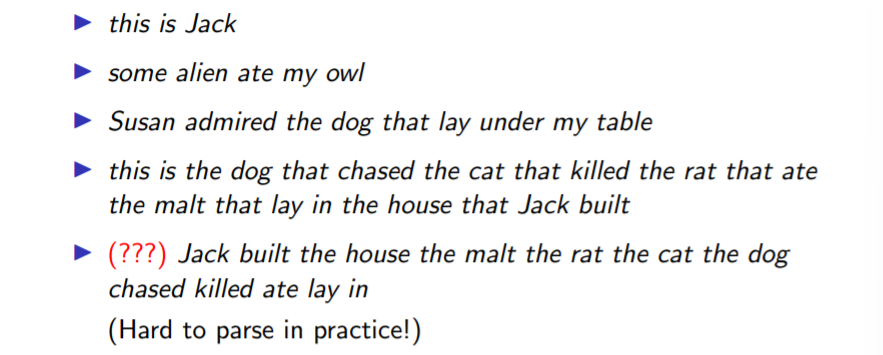 this is Jack
some alien ate my owl
Susan admired the dog that lay under my table
this is the dog that chased the cat that killed the rat that ate
the malt that lay in the house that Jack built
(???) Jack built the house the malt the rat the cat the dog
chased killed ate lay in
(Hard to parse in practice!)